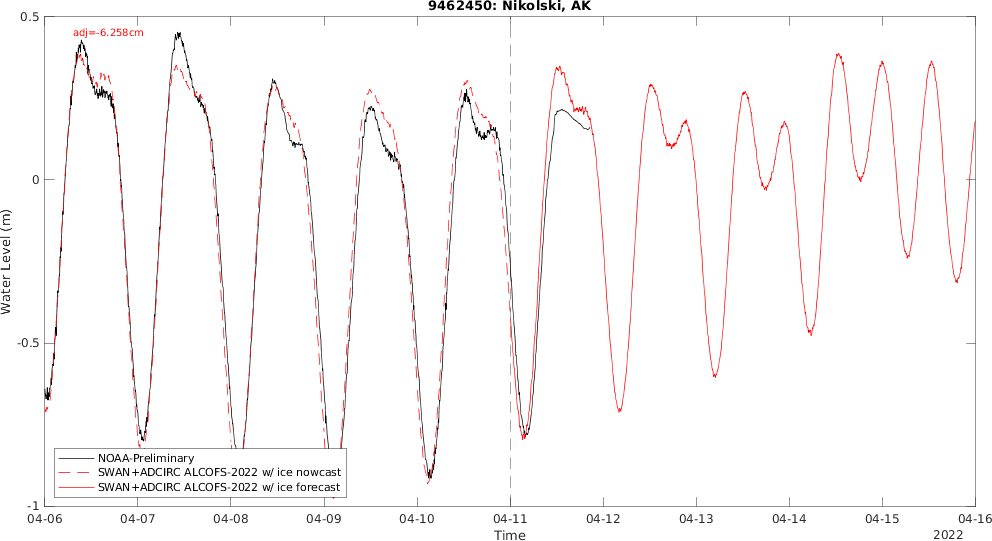 9462450: Nikolski, AK
adj=-6.258cm
0.5
0
-0.5
-1
Water Level (m)
NOAA-Preliminary
SWAN+ADCIRC ALCOFS-2022 w/ ice nowcast
SWAN+ADCIRC ALCOFS-2022 w/ ice forecast
04-06 04-07 04-08 04-09 04-10 04-11 04-12 04-13 04-14 04-15 04-16
Time
2022